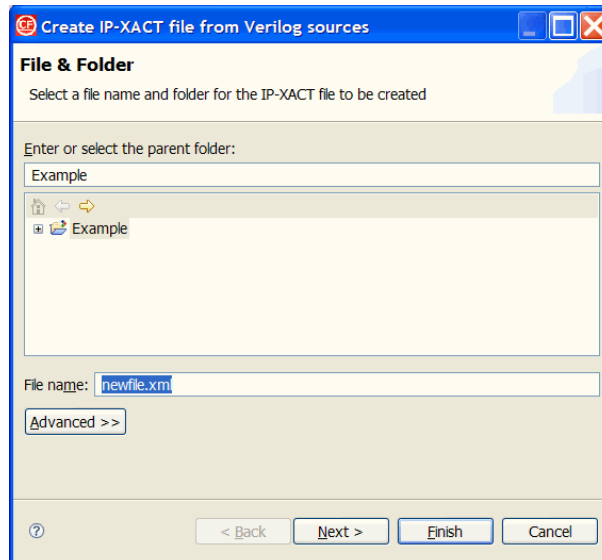 CF Create IP-XACT file from Verilog sources
File & Folder
Select a file name and folder for the IP-XACT file to be created
Enter or select the parent folder:
Example
Example
File name: newfile.xml
Advanced >>
? < Back Next > Finish Cancel